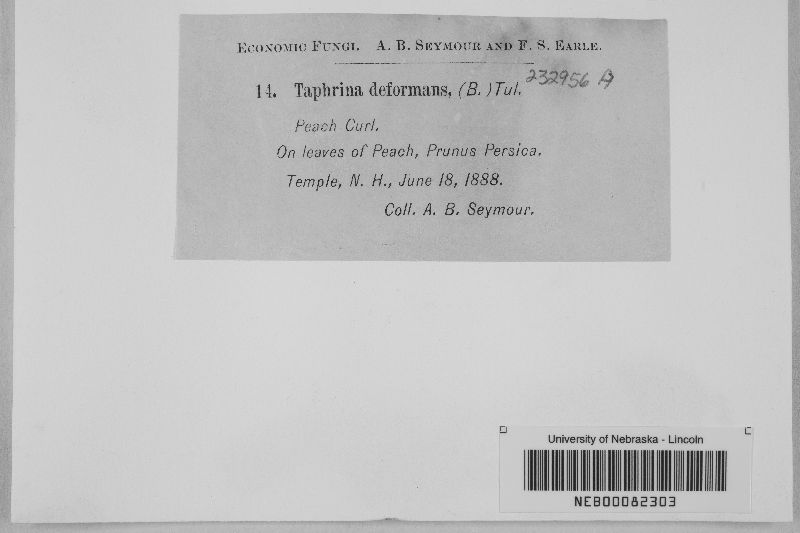 Economic Fungi. A. B. Seymour and F. S. Earle.
14. Taphrina deformans, (B.) Tul. 232956 A
Peach Curl.
On leaves of Peach, Prunus Persica.
Temple, N. H., June 18, 1888.
Coll. A. B. Seymour.
University of Nebraska - Lincoln
NEB00082303